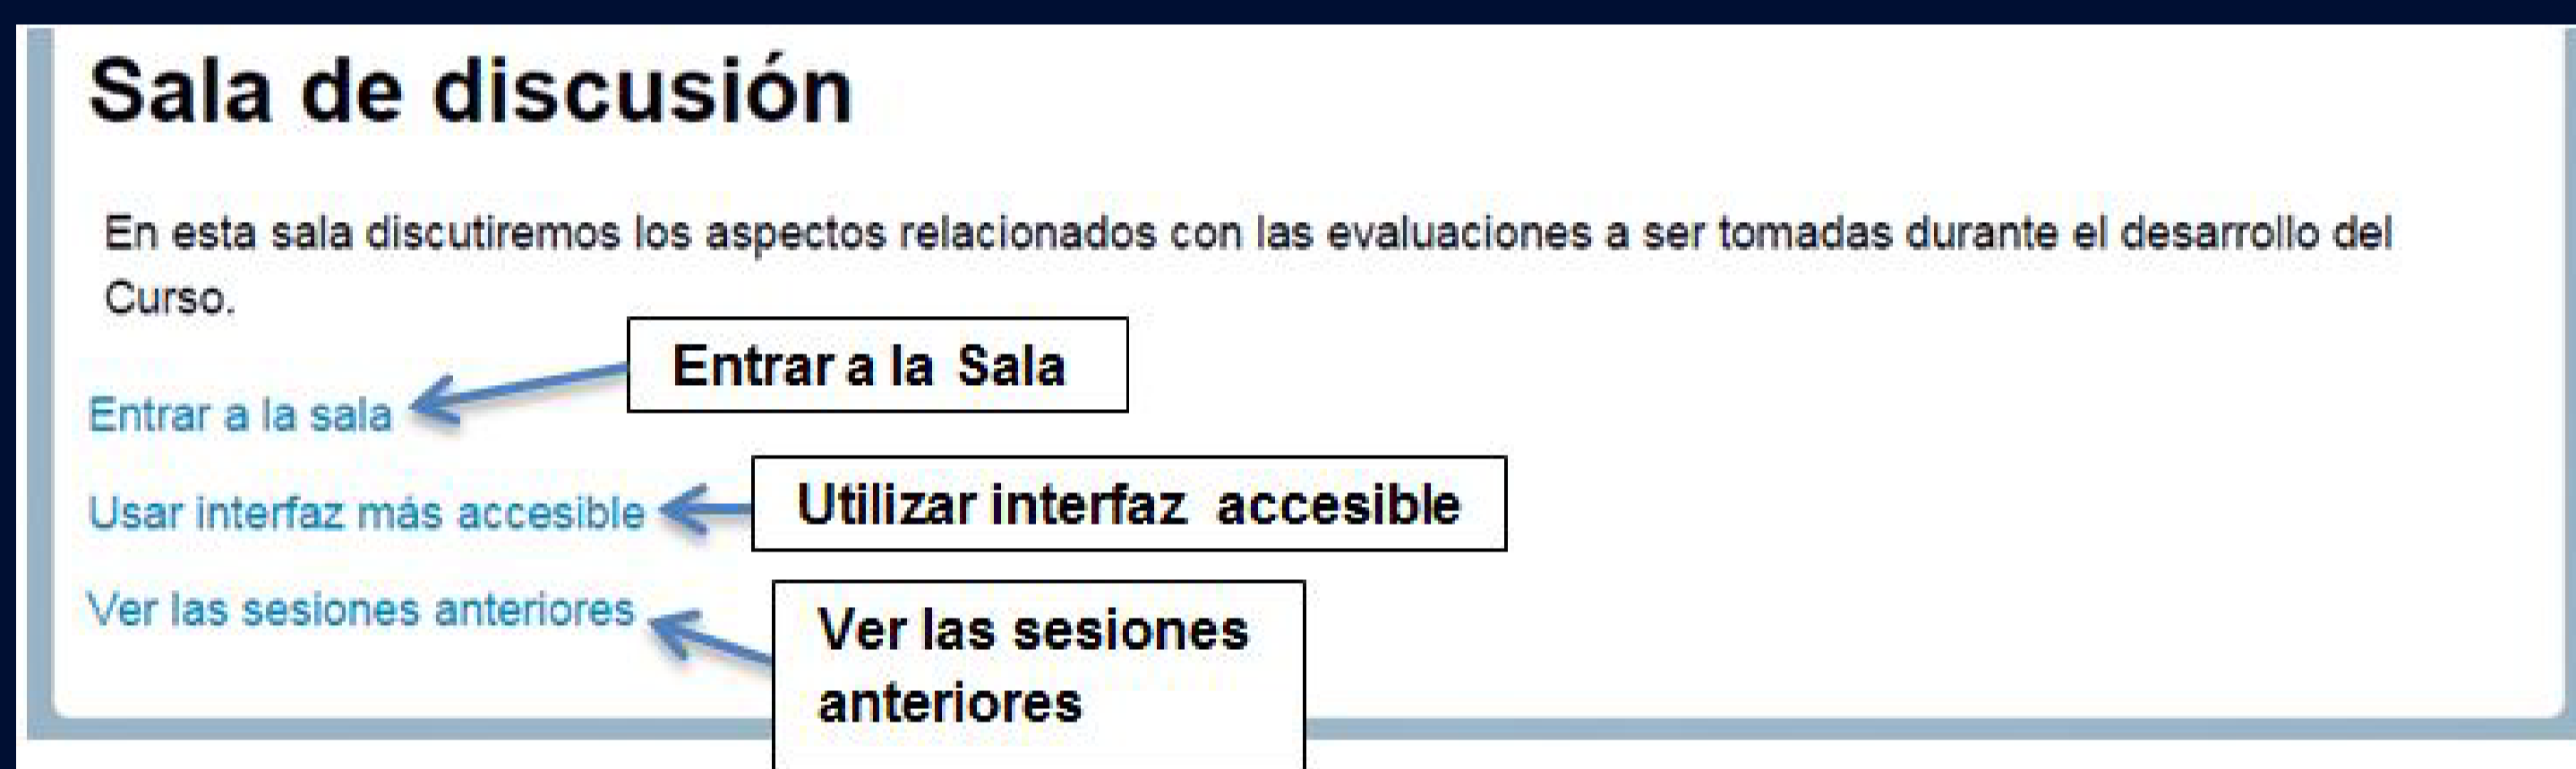 Sala de discusión
En esta sala discutiremos los aspectos relacionados con las evaluaciones a ser tomadas durante el desarrollo del
Curso.
Entrar a la Sala
Entrar a la sala
Utilizar interfaz accesible
Usar interfaz más accesible
Ver las sesiones anteriores
Ver las sesiones
anteriores